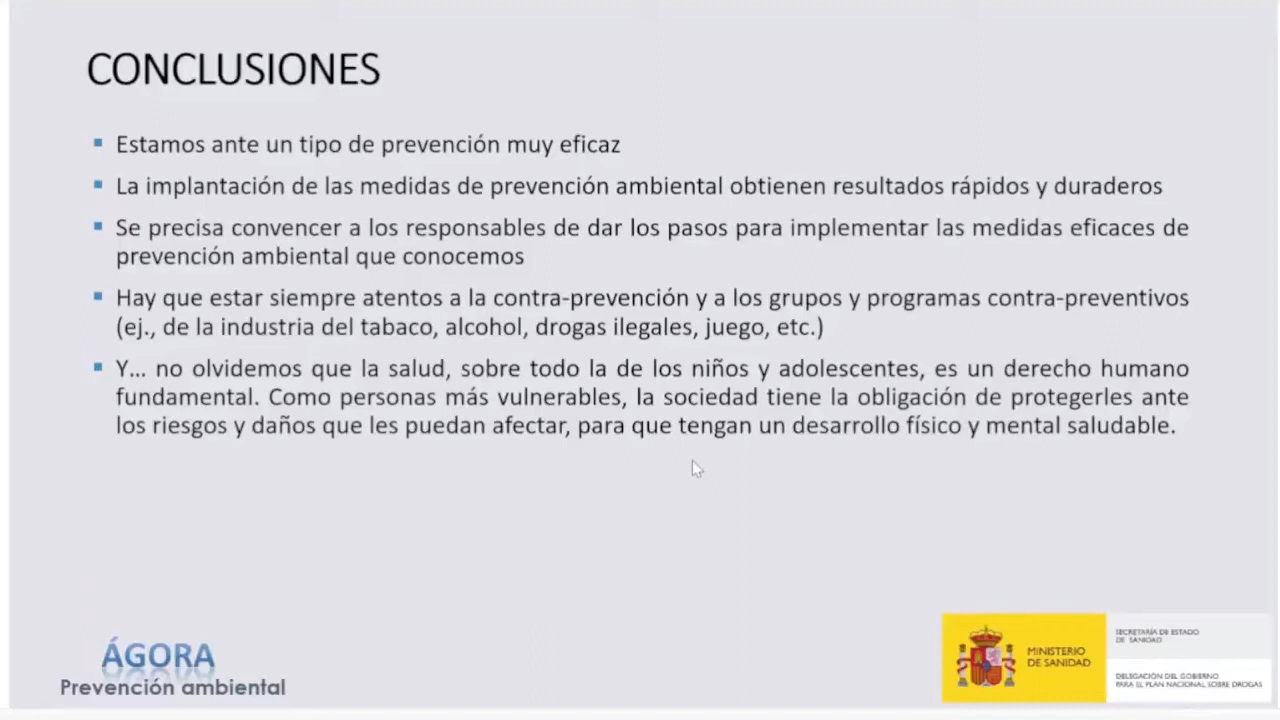 CONCLUSIONES
Estamos ante un tipo de prevención muy eficaz
La implantación de las medidas de prevención ambiental obtienen resultados rápidos y duraderos
Se precisa convencer a los responsables de dar los pasos para implementar las medidas eficaces de
prevención ambiental que conocemos
Hay que estar siempre atentos a la contra-prevención y a los grupos y programas contra-preventivos
(ej., de la industria del tabaco, alcohol, drogas ilegales, juego, etc.)
Y... no olvidemos que la salud, sobre todo la de los niños y adolescentes, es un derecho humano
fundamental. Como personas más vulnerables, la sociedad tiene la obligación de protegerles ante
los riesgos y daños que les puedan afectar, para que tengan un desarrollo físico y mental saludable.
ÁGORA
Prevención ambiental
MINISTERIO
DE SANIDAD
SECRETARÍA DE ESTADO
DE SANIDAD
DELEGACIÓN DEL GOBIERNO
PARA EL PLAN NACIONAL SOBRE DROGAS